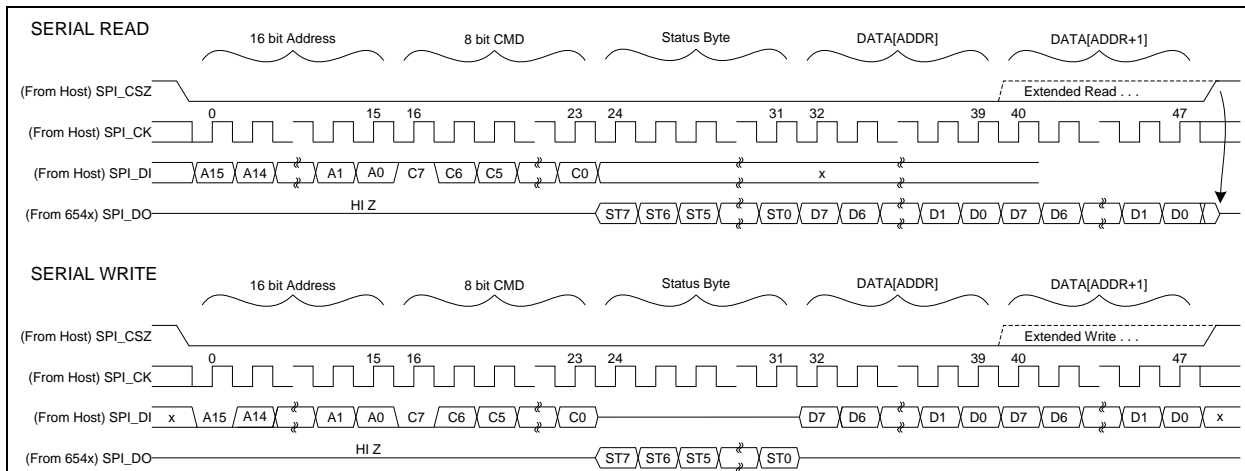 SERIAL READ
16 bit Address 8 bit CMD Status Byte DATA[ADDR] DATA[ADDR+1]
(From Host) SPI_CSZ Extended Read . . .
0 15 16 23 24 31 32 39 40 47
(From Host) SPI_CK
(From Host) SPI_DI A15 A14 A1 A0 C7 C6 C5 C0 x
(From 654x) SPI_DO HI Z ST7 ST6 ST5 ST0 D7 D6 D1 D0 D7 D6 D1 D0
SERIAL WRITE
16 bit Address 8 bit CMD Status Byte DATA[ADDR] DATA[ADDR+1]
(From Host) SPI_CSZ Extended Write . . .
0 15 16 23 24 31 32 39 40 47
(From Host) SPI_CK
(From Host) SPI_DI x A15 A14 A1 A0 C7 C6 C5 C0 D7 D6 D1 D0 D7 D6 D1 D0 x
(From 654x) SPI_DO HI Z ST7 ST6 ST5 ST0